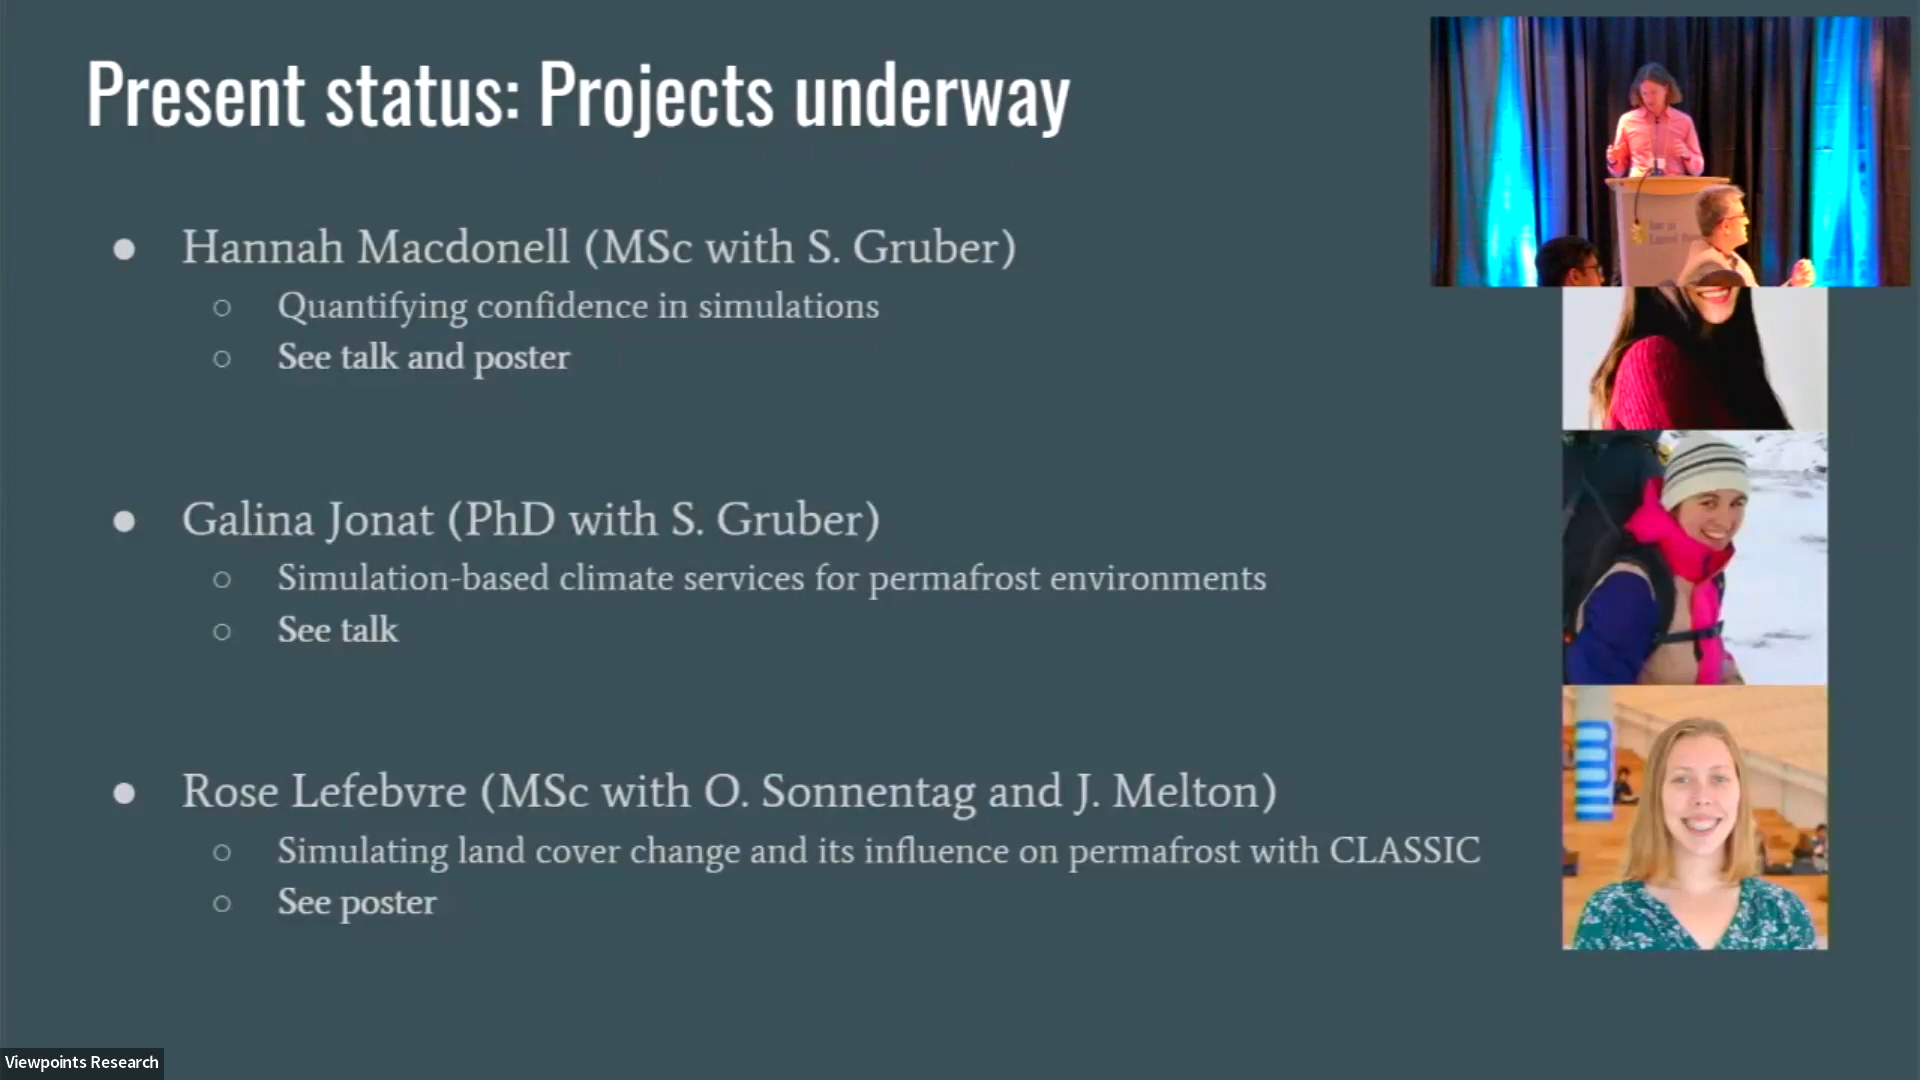 Present status: Projects underway
● Hannah Macdonell (MSc with S. Gruber)
○ Quantifying confidence in simulations
○ See talk and poster
● Galina Jonat (PhD with S. Gruber)
○ Simulation-based climate services for permafrost environments
○ See talk
● Rose Lefebvre (MSc with O. Sonnentag and J. Melton)
○ Simulating land cover change and its influence on permafrost with CLASSIC
○ See poster
Viewpoints Research